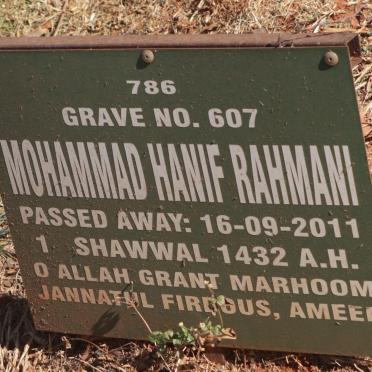 786
GRAVE NO. 607
MOHAMMAD HANIF RAHMANI
PASSED AWAY: 16-09-2011
1 SHAWWAL 1432 A.H.
O ALLAH GRANT MARHOOM
JANNATUL FIRDOUS, AMEEN